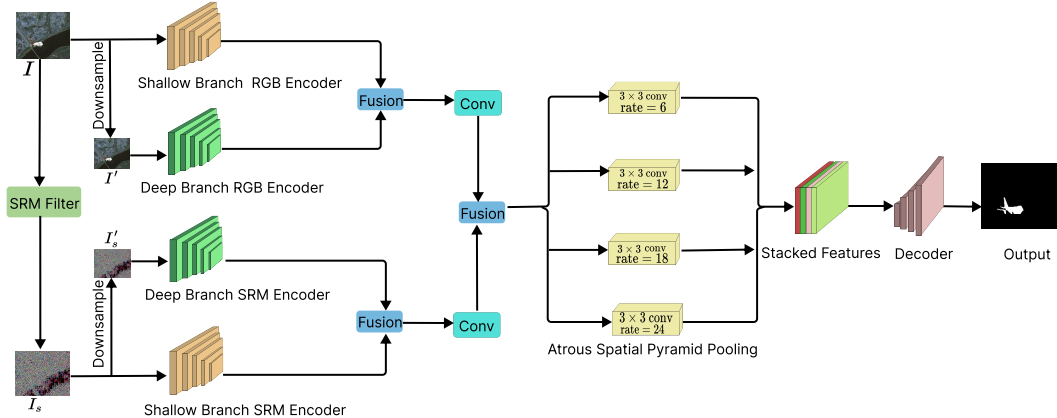 I
Downsample
Shallow Branch RGB Encoder
I′
Deep Branch RGB Encoder
Fusion
Conv
SRM Filter
I′ₛ
Deep Branch SRM Encoder
Downsample
Iₛ
Shallow Branch SRM Encoder
Fusion
Conv
Fusion
3 × 3 conv
rate = 6
3 × 3 conv
rate = 12
3 × 3 conv
rate = 18
3 × 3 conv
rate = 24
Atrous Spatial Pyramid Pooling
Stacked Features
Decoder
Output